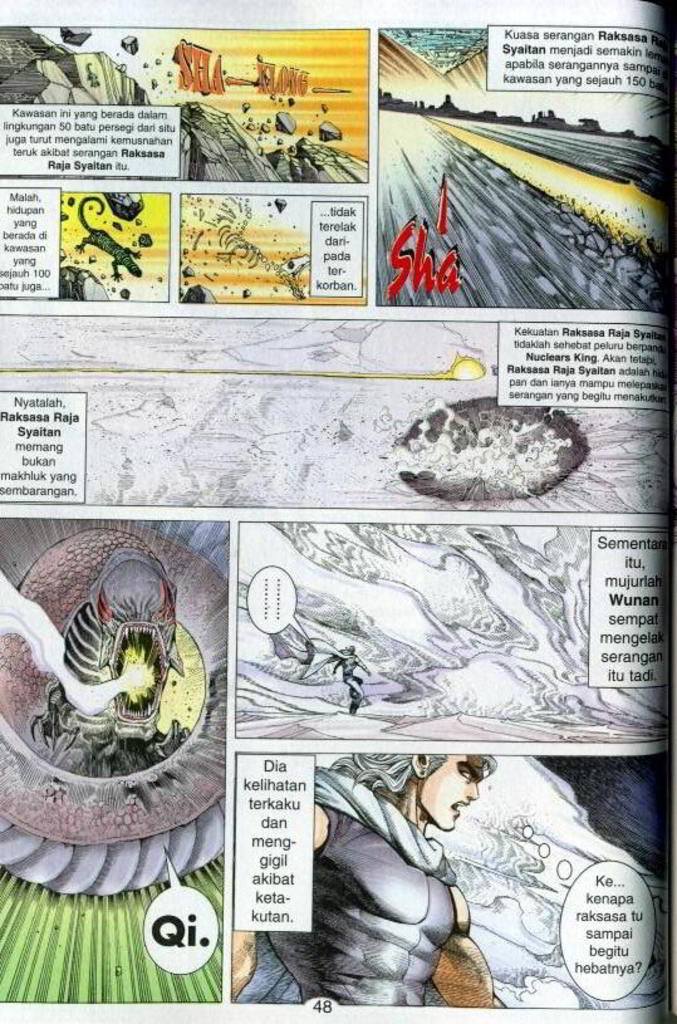 SHA — KLONG —
Kawasan ini yang berada dalam
lingkungan 50 batu persegi dari situ
juga turut mengalami kemusnahan
teruk akibat serangan Raksasa
Raja Syaitan itu.
Kuasa serangan Raksasa
Syaitan menjadi semakin
apabila serangannya sampai
kawasan yang sejauh 150
Malah,
hidupan
yang
berada di
kawasan
yang
sejauh 100
batu juga...
...tidak
terelak
dari-
pada
ter-
korban.
Sha
Kekuatan Raksasa Raja Syaitan
tidaklah sehebat peluru
Nuclears King. Akan tetapi,
Raksasa Raja Syaitan adalah
pan dan ianya mampu melepaskan
serangan yang begitu menakutkan.
Nyatalah,
Raksasa Raja
Syaitan
memang
bukan
makhluk yang
sembarangan.
Qi.
........
Sementara
itu,
mujurlah
Wunan
sempat
mengelak
serangan
itu tadi.
Dia
kelihatan
terkaku
dan
meng-
gigil
akibat
keta-
kutan.
Ke...
kenapa
raksasa tu
sampai
begitu
hebatnya?
48